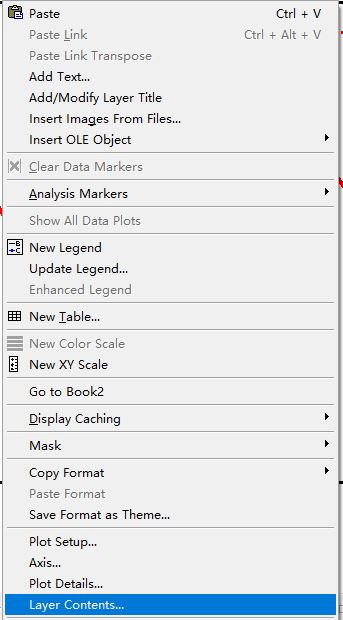 Paste Ctrl + V
Paste Link Ctrl + Alt + V
Paste Link Transpose
Add Text...
Add/Modify Layer Title
Insert Images From Files...
Insert OLE Object
Clear Data Markers
Analysis Markers
Show All Data Plots
New Legend
Update Legend...
Enhanced Legend
New Table...
New Color Scale
New XY Scale
Go to Book2
Display Caching
Mask
Copy Format
Paste Format
Save Format as Theme...
Plot Setup...
Axis...
Plot Details...
Layer Contents...